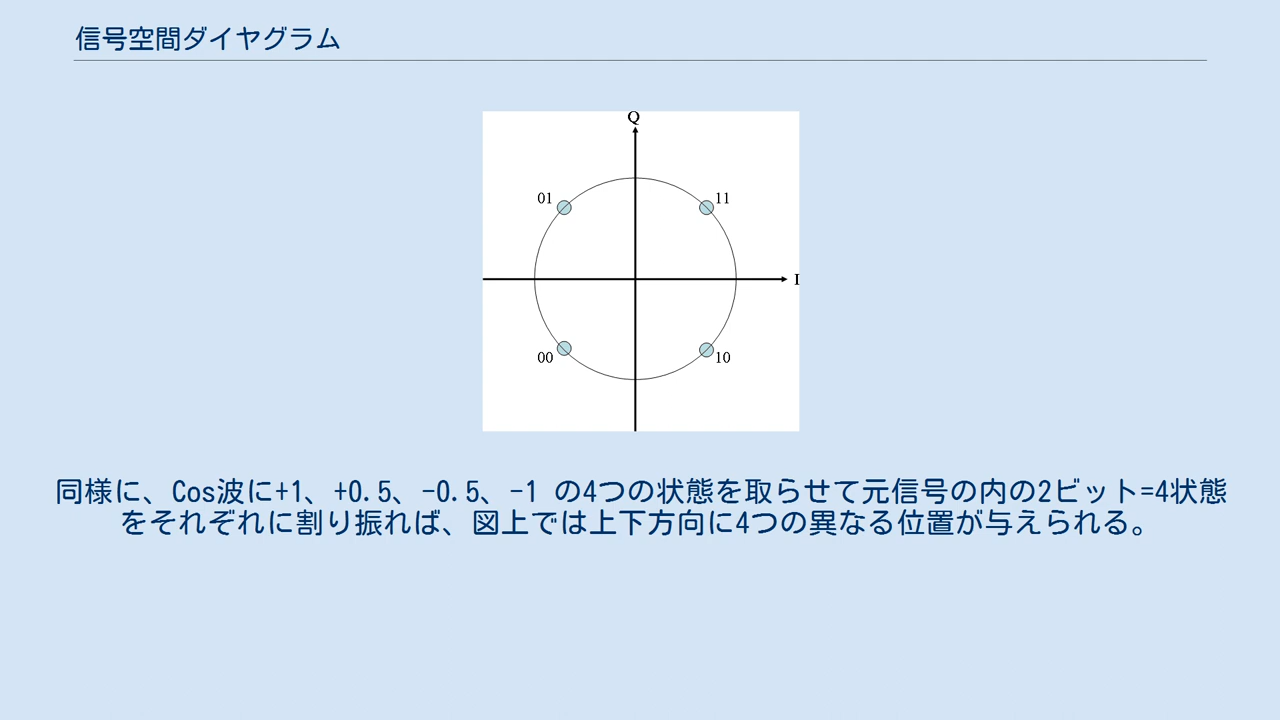 信号空間ダイヤグラム
Q
01
11
I
00
10
同様に、Cos波に+1、+0.5、-0.5、-1 の4つの状態を取らせて元信号の内の2ビット=4状態
をそれぞれに割り振れば、図上では上下方向に4つの異なる位置が与えられる。